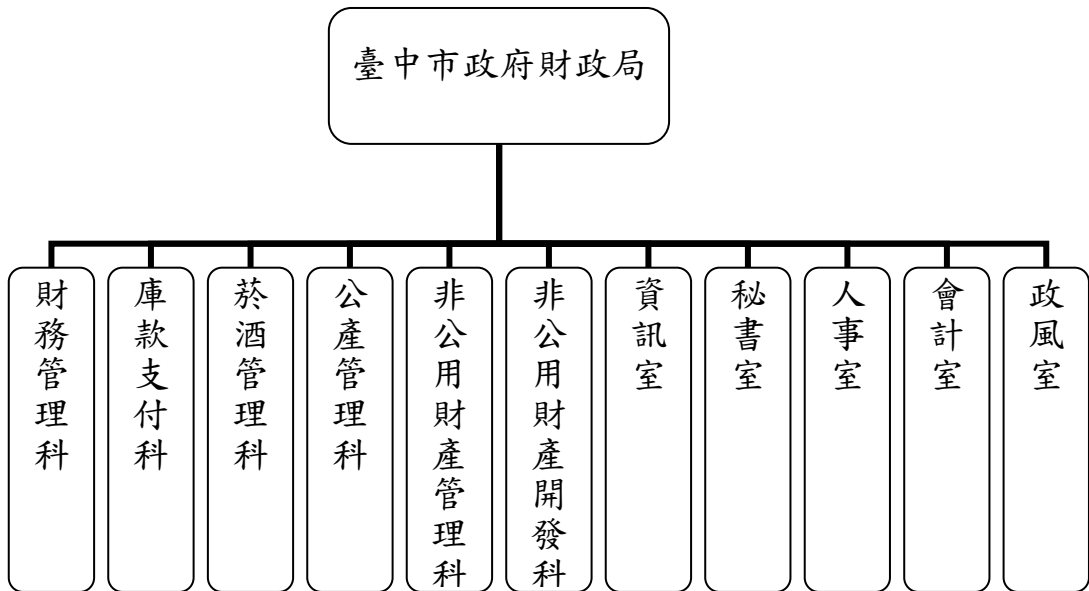 臺中市政府財政局
財務管理科
庫款支付科
菸酒管理科
公產管理科
非公用財產管理科
非公用財產開發科
資訊室
秘書室
人事室
會計室
政風室